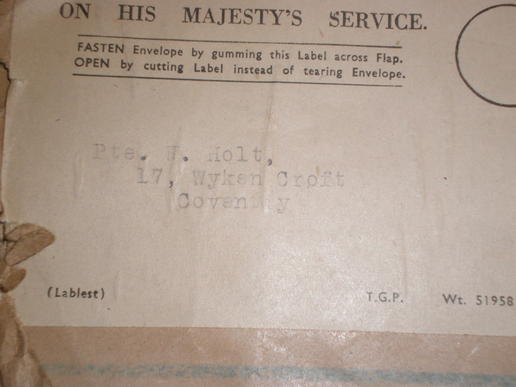 ON HIS MAJESTY'S SERVICE.
FASTEN Envelope by gumming this Label across Flap.
OPEN by cutting Label instead of tearing Envelope.
Pte. W. Holt,
17, Wyken Croft
Coventry
(Lablest)
T.G.P. Wt. 51958